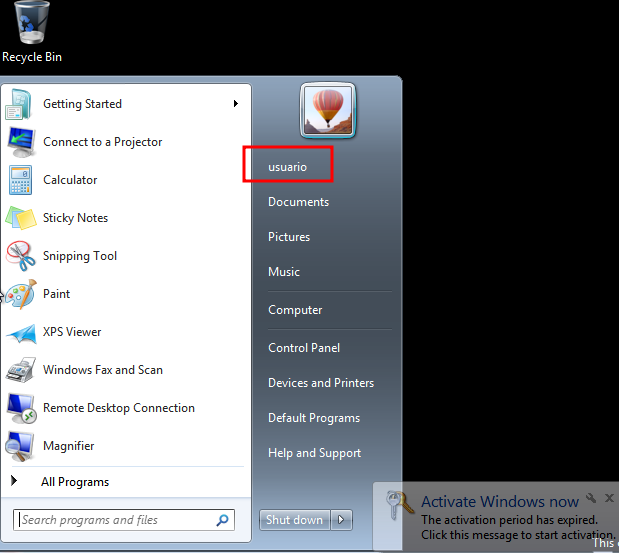 Recycle Bin
Getting Started
Connect to a Projector
Calculator
Sticky Notes
Snipping Tool
Paint
XPS Viewer
Windows Fax and Scan
Remote Desktop Connection
Magnifier
All Programs
Search programs and files
usuario
Documents
Pictures
Music
Computer
Control Panel
Devices and Printers
Default Programs
Help and Support
Shut down
Activate Windows now
The activation period has expired.
Click this message to start activation.
This